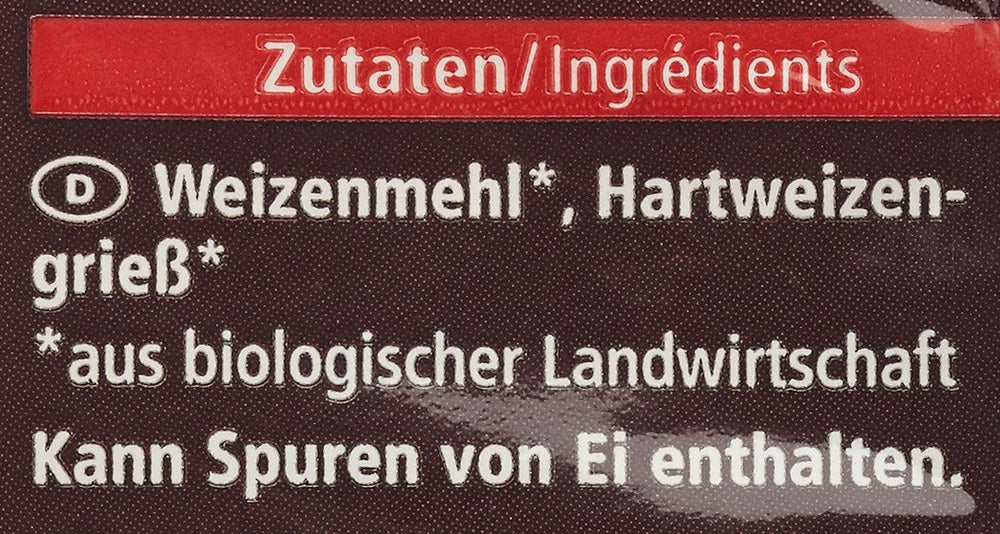 Zutaten/Ingrédients
D Weizenmehl*, Hartweizen-
grieß*
*aus biologischer Landwirtschaft
Kann Spuren von Ei enthalten.